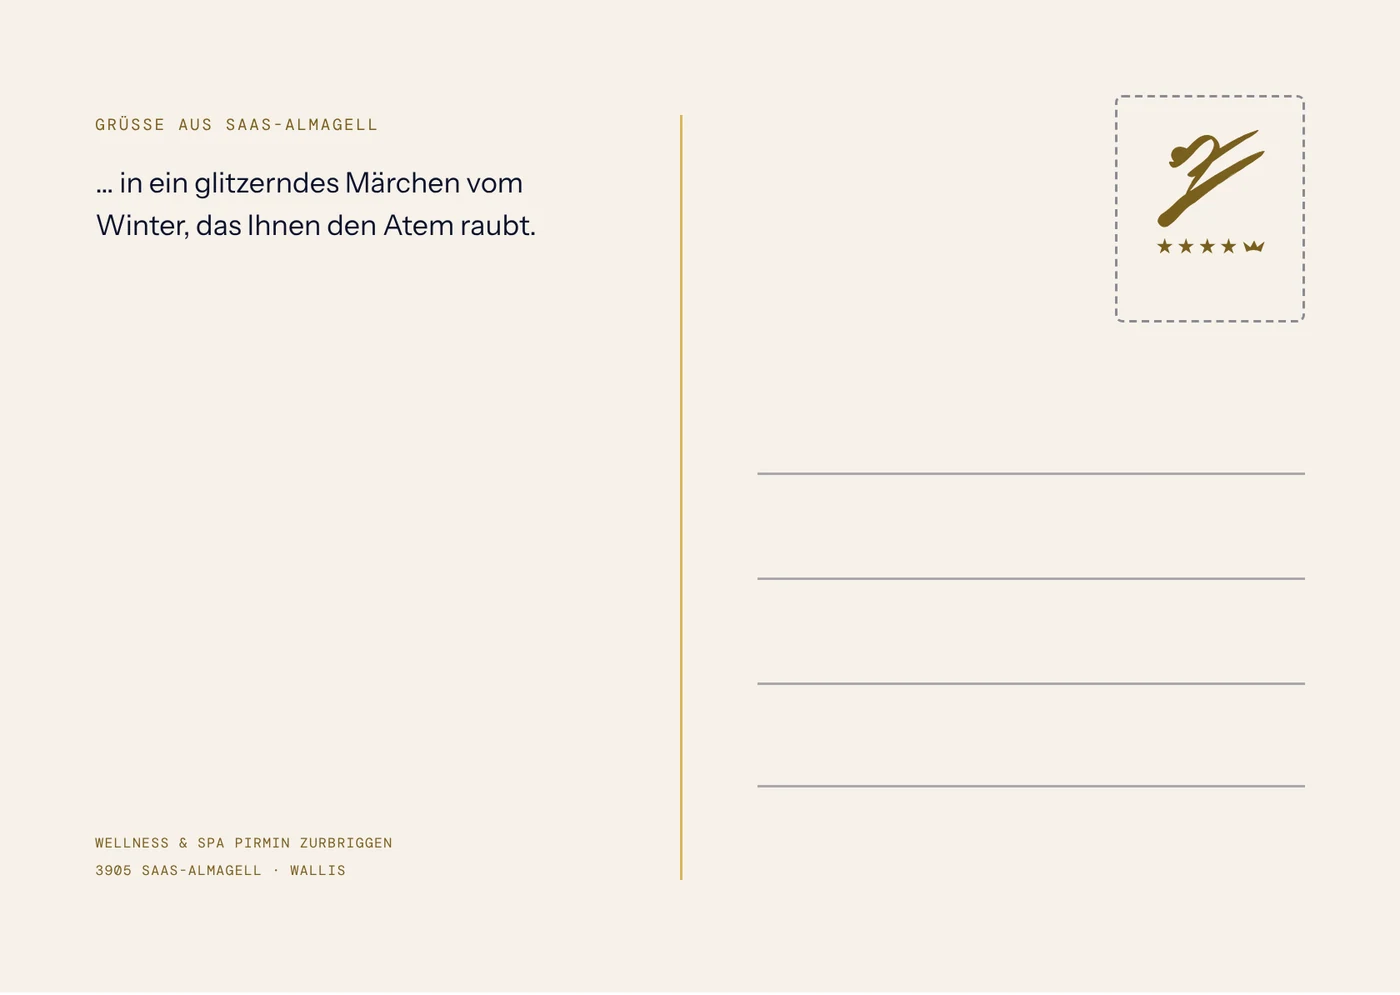 GRÜSSE AUS SAAS-ALMAGELL
… in ein glitzerndes Märchen vom
Winter, das Ihnen den Atem raubt.
WELLNESS & SPA PIRMIN ZURBRIGGEN
3905 SAAS-ALMAGELL · WALLIS